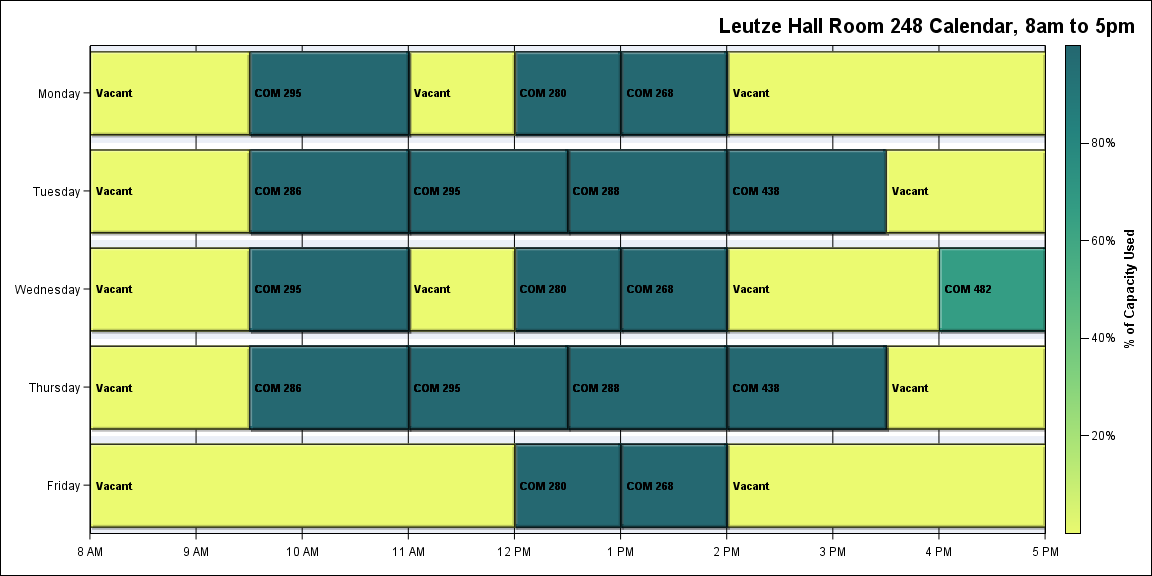 Leutze Hall Room 248 Calendar, 8am to 5pm
Monday
Vacant
COM 295
Vacant
COM 280
COM 268
Vacant
Tuesday
Vacant
COM 286
COM 295
COM 288
COM 438
Vacant
Wednesday
Vacant
COM 295
Vacant
COM 280
COM 268
Vacant
COM 482
Thursday
Vacant
COM 286
COM 295
COM 288
COM 438
Vacant
Friday
Vacant
COM 280
COM 268
Vacant
8 AM
9 AM
10 AM
11 AM
12 PM
1 PM
2 PM
3 PM
4 PM
5 PM
80%
60%
40%
20%
% of Capacity Used